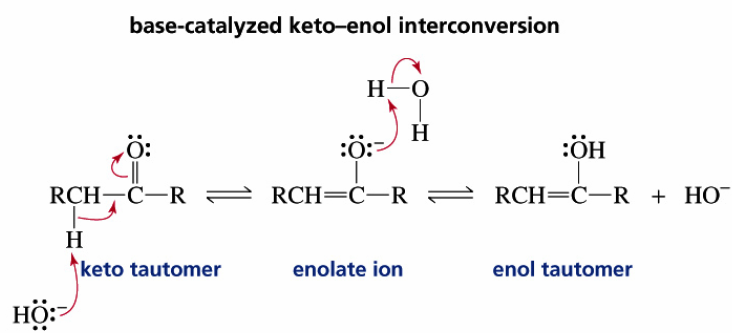 base-catalyzed keto–enol interconversion
H—O
H
:Ö: :Ö:⁻ :ÖH
RCH—C—R ⇌ RCH=C—R ⇌ RCH=C—R + HO⁻
H
keto tautomer enolate ion enol tautomer
HÖ:⁻